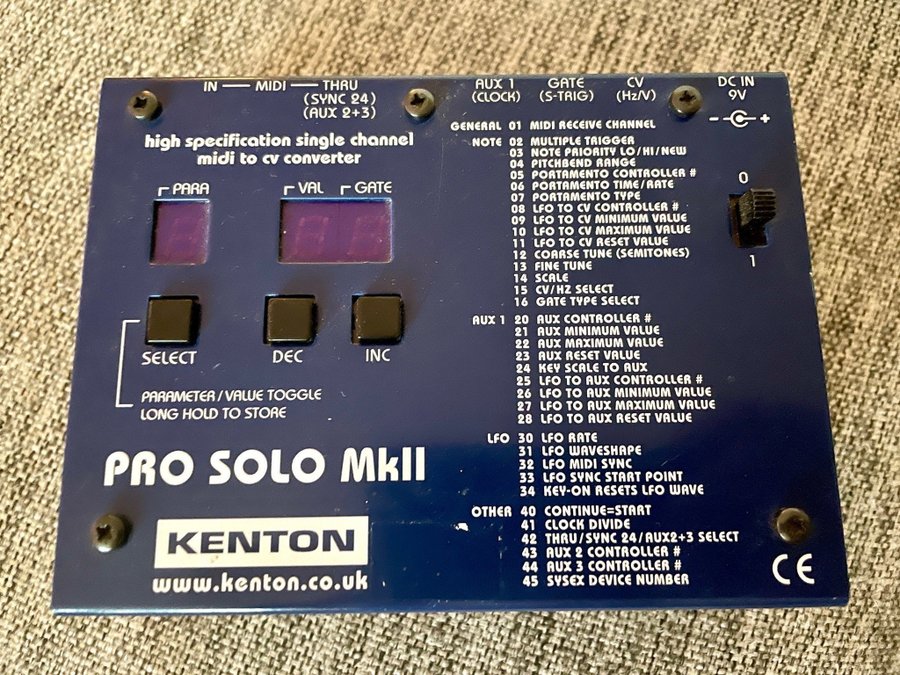 IN — MIDI — THRU
(SYNC 24)
(AUX 2+3)
AUX 1
(CLOCK)
GATE
(S-TRIG)
CV
(Hz/V)
DC IN
9V
- +
high specification single channel
midi to cv converter
PARA
VAL
GATE
SELECT
DEC
INC
PARAMETER/VALUE TOGGLE
LONG HOLD TO STORE
PRO SOLO MkII
KENTON
www.kenton.co.uk
GENERAL 01 MIDI RECEIVE CHANNEL
NOTE 02 MULTIPLE TRIGGER
03 NOTE PRIORITY LO/HI/NEW
04 PITCHBEND RANGE
05 PORTAMENTO CONTROLLER #
06 PORTAMENTO TIME/RATE
07 PORTAMENTO TYPE
08 LFO TO CV CONTROLLER #
09 LFO TO CV MINIMUM VALUE
10 LFO TO CV MAXIMUM VALUE
11 LFO TO CV RESET VALUE
12 COARSE TUNE (SEMITONES)
13 FINE TUNE
14 SCALE
15 CV/HZ SELECT
16 GATE TYPE SELECT
AUX 1 20 AUX CONTROLLER #
21 AUX MINIMUM VALUE
22 AUX MAXIMUM VALUE
23 AUX RESET VALUE
24 KEY SCALE TO AUX
25 LFO TO AUX CONTROLLER #
26 LFO TO AUX MINIMUM VALUE
27 LFO TO AUX MAXIMUM VALUE
28 LFO TO AUX RESET VALUE
LFO 30 LFO RATE
31 LFO WAVESHAPE
32 LFO MIDI SYNC
33 LFO SYNC START POINT
34 KEY-ON RESETS LFO WAVE
OTHER 40 CONTINUE=START
41 CLOCK DIVIDE
42 THRU/SYNC 24/AUX2+3 SELECT
43 AUX 2 CONTROLLER #
44 AUX 3 CONTROLLER #
45 SYSEX DEVICE NUMBER
0
1
CE